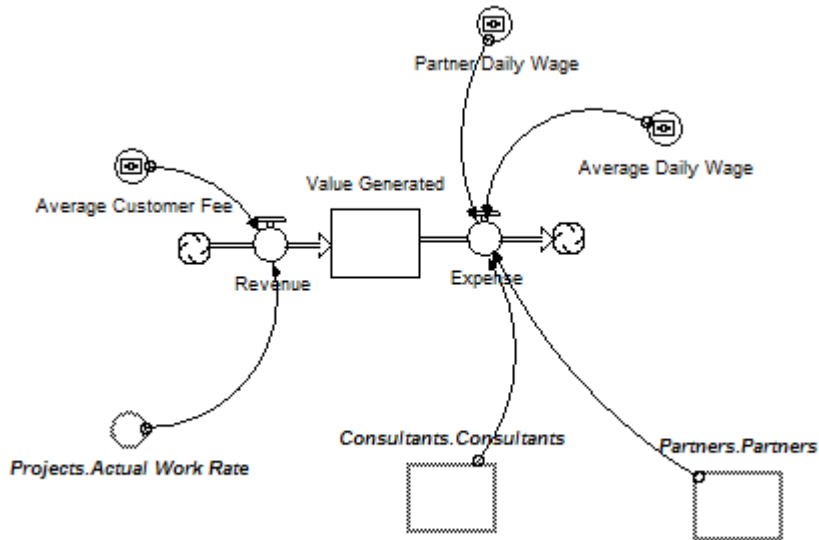 Partner Daily Wage
Average Daily Wage
Value Generated
Average Customer Fee
Revenue
Expense
Consultants.Consultants
Partners.Partners
Projects.Actual Work Rate